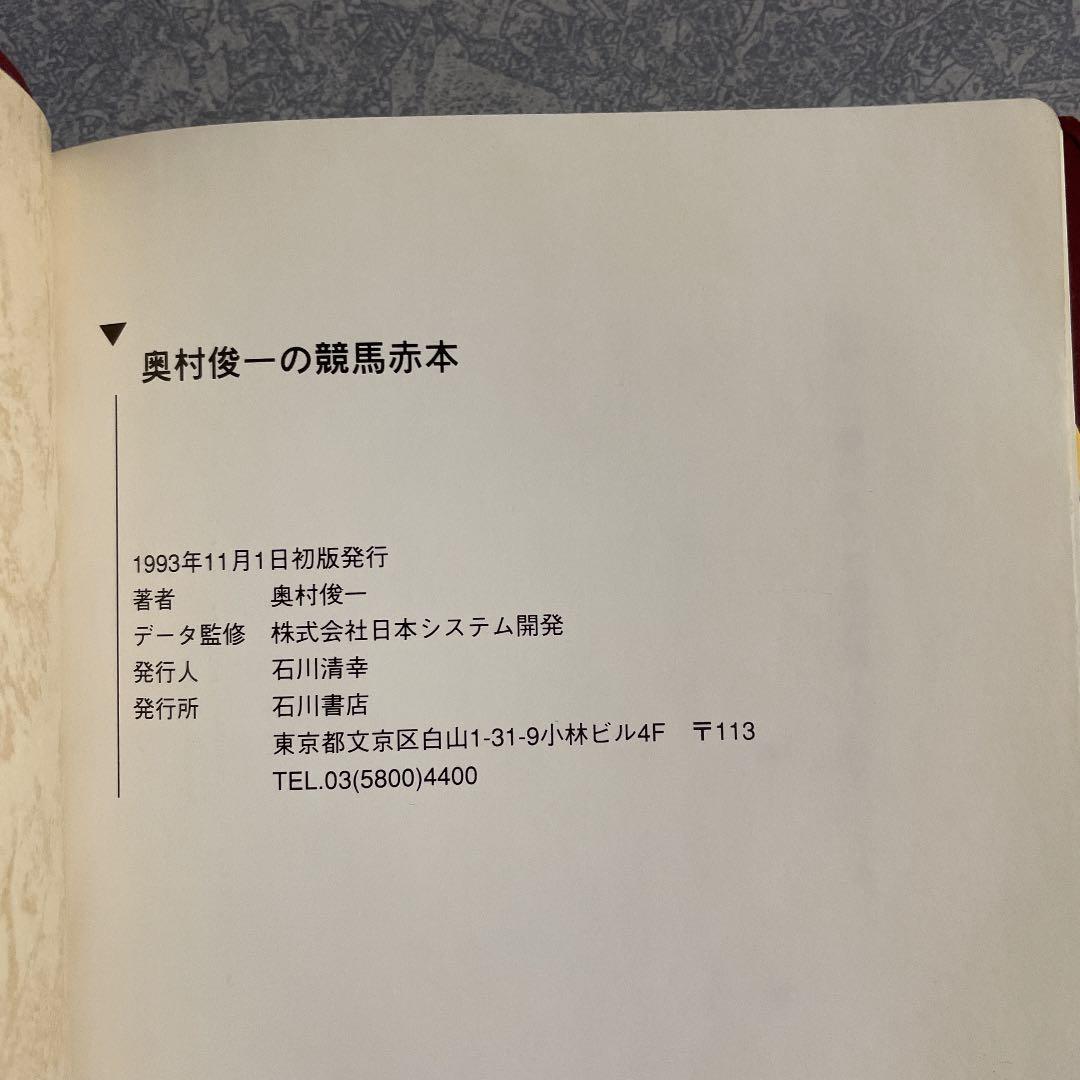 ▼
奥村俊一の競馬赤本
1993年11月1日初版発行
著者 奥村俊一
データ監修 株式会社日本システム開発
発行人 石川清幸
発行所 石川書店
東京都文京区白山1-31-9小林ビル4F 〒113
TEL.03(5800)4400